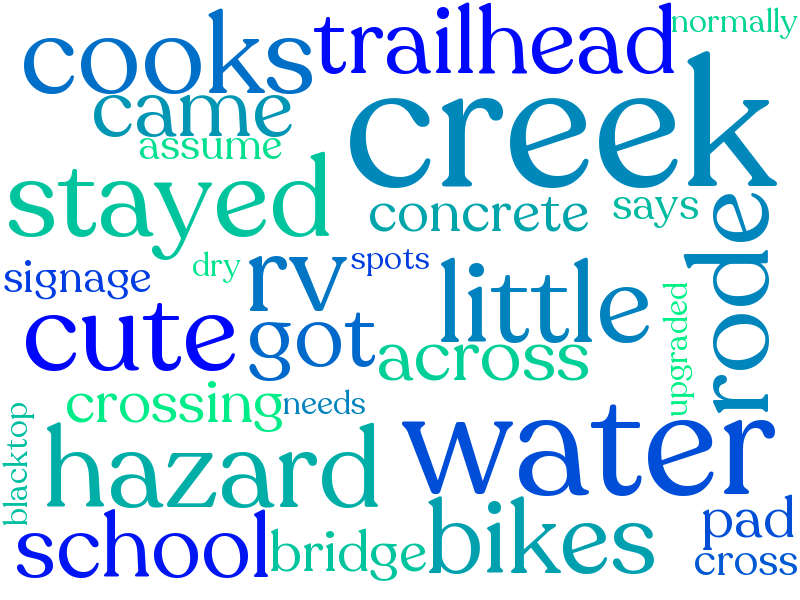 normally
cooks trailhead
came creek
assume
stayed concrete says
rode
dry rv spots
signage little
cute got across upgraded
crossing needs
blacktop hazard water
school bridge bikes pad
cross